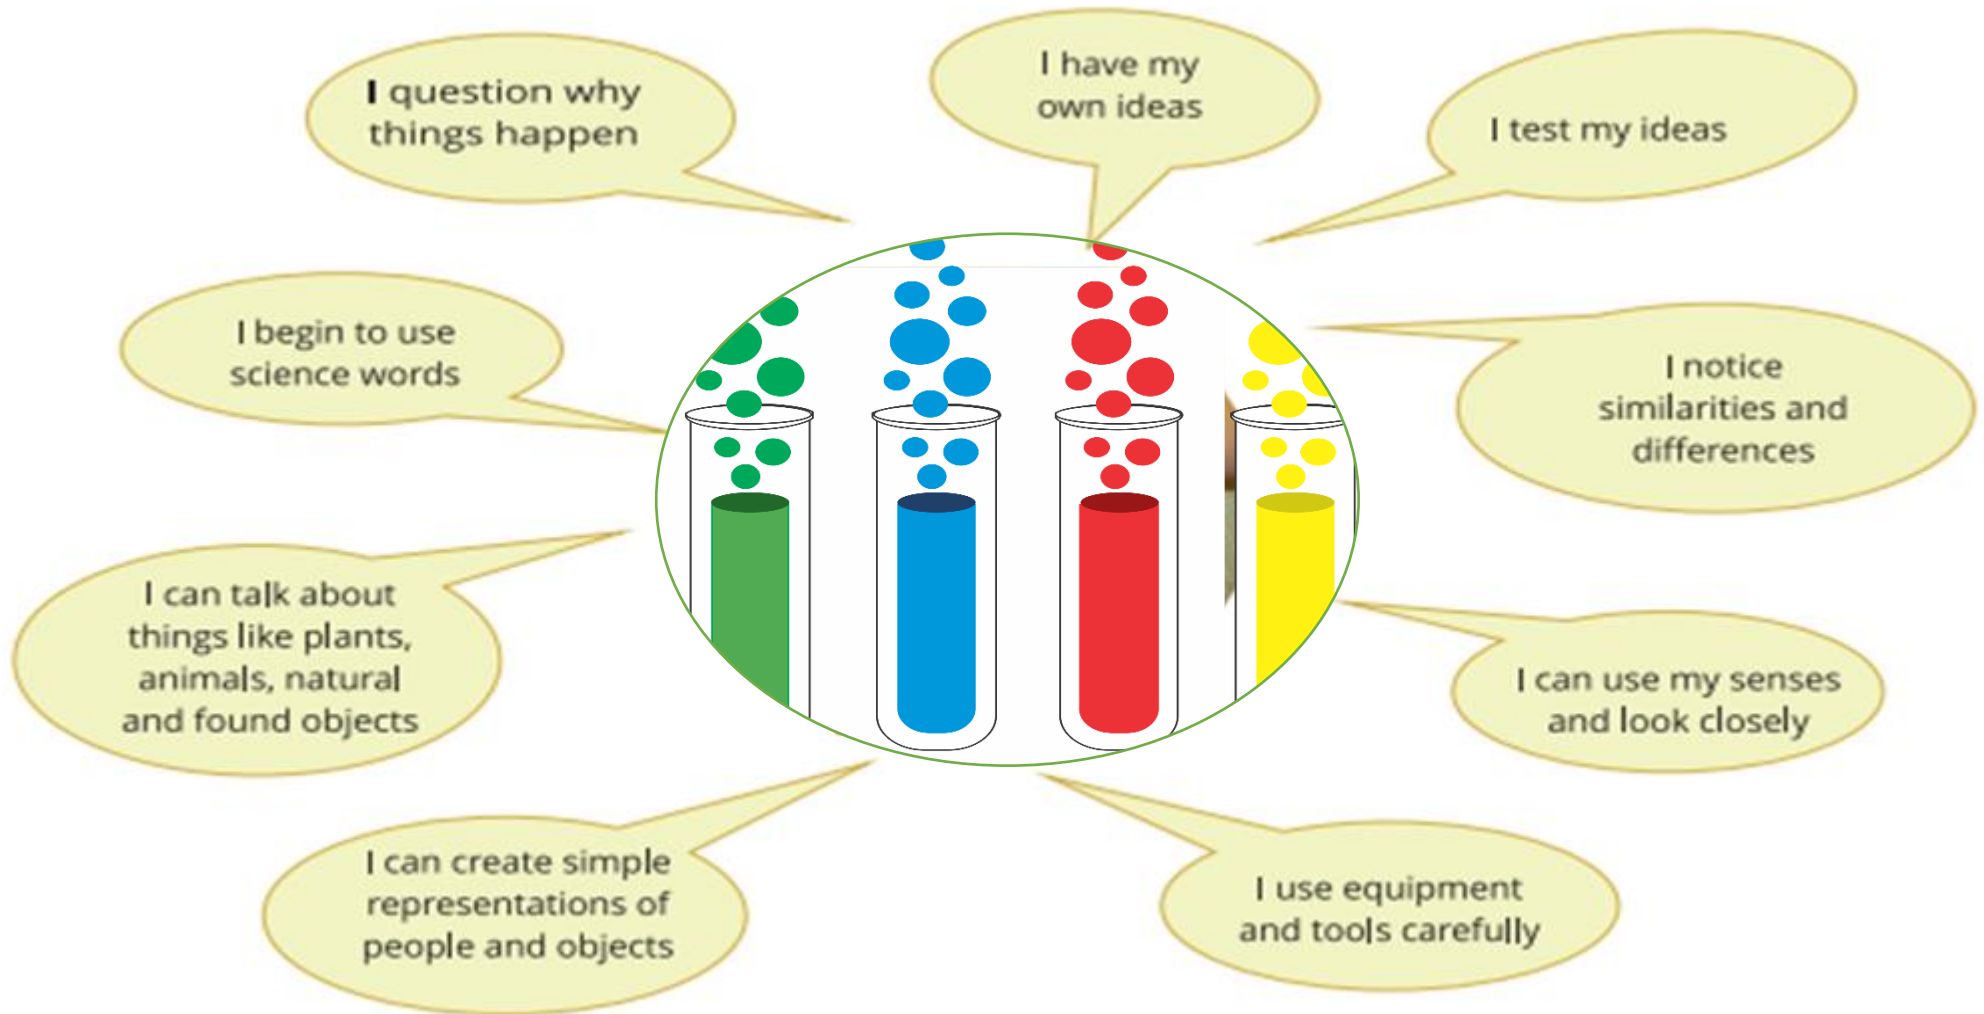 I question why
things happen
I have my
own ideas
I test my ideas
I begin to use
science words
I notice
similarities and
differences
I can talk about
things like plants,
animals, natural
and found objects
I can use my senses
and look closely
I can create simple
representations of
people and objects
I use equipment
and tools carefully